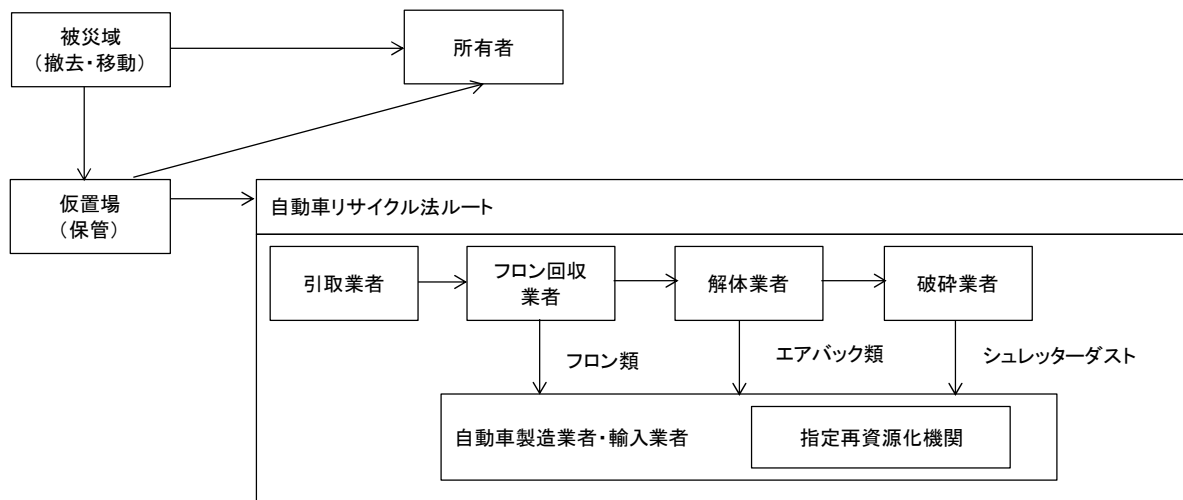 被災域
（撤去・移動）
所有者
仮置場
（保管）
自動車リサイクル法ルート
引取業者
フロン回収
業者
解体業者
破砕業者
フロン類
エアバック類
シュレッターダスト
自動車製造業者・輸入業者
指定再資源化機関